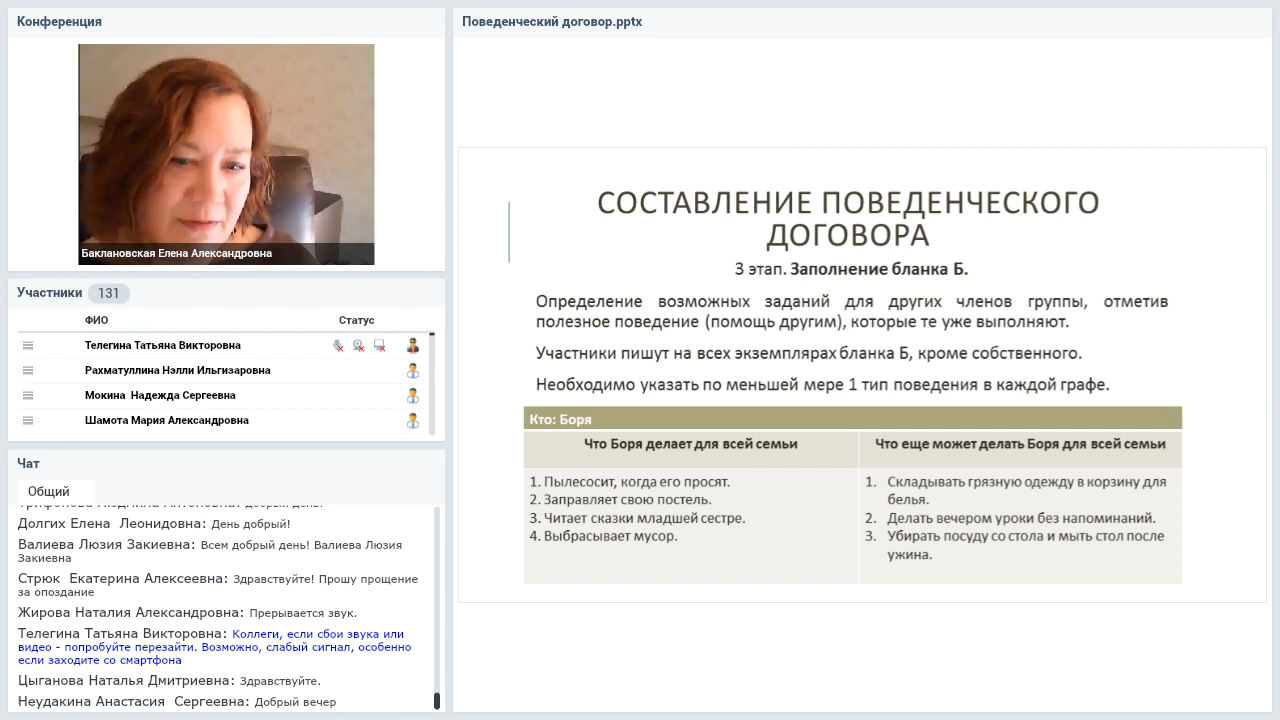 Конференция
Баклановская Елена Александровна
Участники 131
ФИО Статус
Телегина Татьяна Викторовна
Рахматуллина Нэлли Ильгизаровна
Мокина Надежда Сергеевна
Шамота Мария Александровна
Чат
Общий
Долгих Елена Леонидовна: День добрый!
Валиева Люзия Закиевна: Всем добрый день! Валиева Люзия
Закиевна
Стрюк Екатерина Алексеевна: Здравствуйте! Прошу прощение
за опоздание
Жирова Наталия Александровна: Прерывается звук.
Телегина Татьяна Викторовна: Коллеги, если сбои звука или
видео - попробуйте перезайти. Возможно, слабый сигнал, особенно
если заходите со смартфона
Цыганова Наталья Дмитриевна: Здравствуйте.
Неудакина Анастасия Сергеевна: Добрый вечер
Поведенческий договор.pptx
СОСТАВЛЕНИЕ ПОВЕДЕНЧЕСКОГО
ДОГОВОРА
3 этап. Заполнение бланка Б.
Определение возможных заданий для других членов группы, отметив
полезное поведение (помощь другим), которые те уже выполняют.
Участники пишут на всех экземплярах бланка Б, кроме собственного.
Необходимо указать по меньшей мере 1 тип поведения в каждой графе.
Кто: Боря
Что Боря делает для всей семьи
1. Пылесосит, когда его просят.
2. Заправляет свою постель.
3. Читает сказки младшей сестре.
4. Выбрасывает мусор.
Что еще может делать Боря для всей семьи
1. Складывать грязную одежду в корзину для
белья.
2. Делать вечером уроки без напоминаний.
3. Убирать посуду со стола и мыть стол после
ужина.